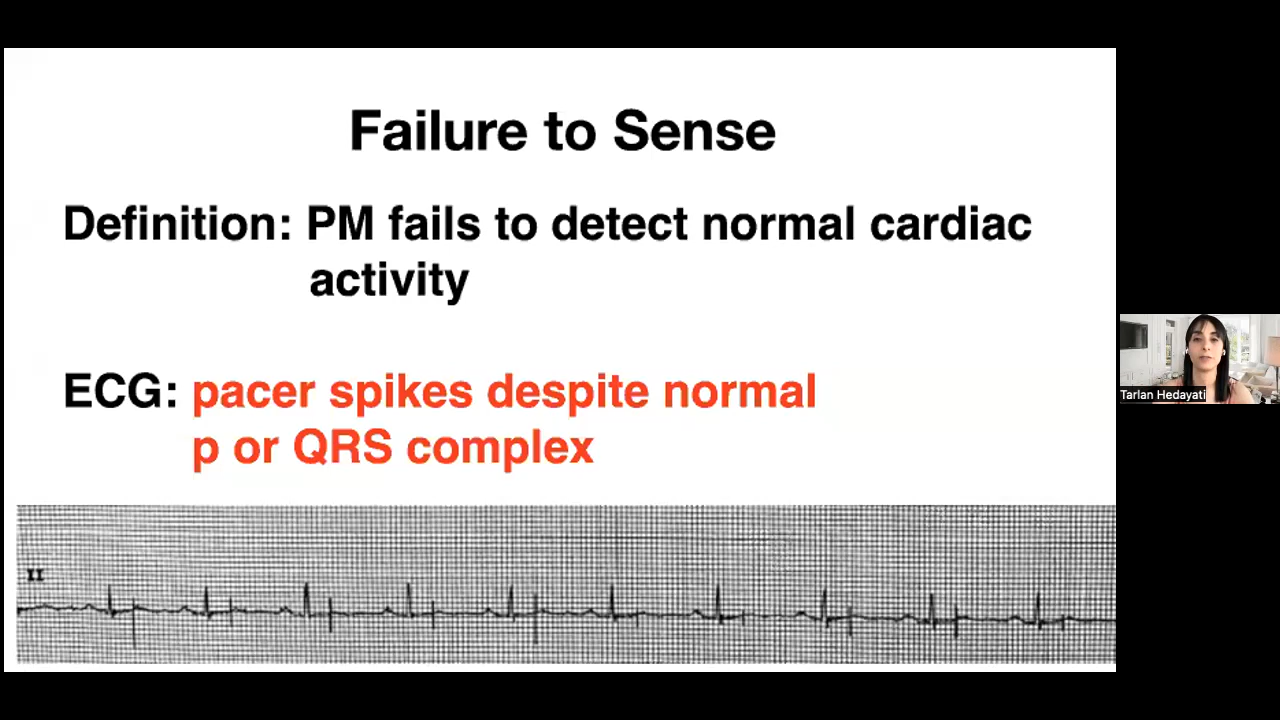 Failure to Sense
Definition: PM fails to detect normal cardiac
activity
ECG: pacer spikes despite normal
p or QRS complex
II
Tarlan Hedayati